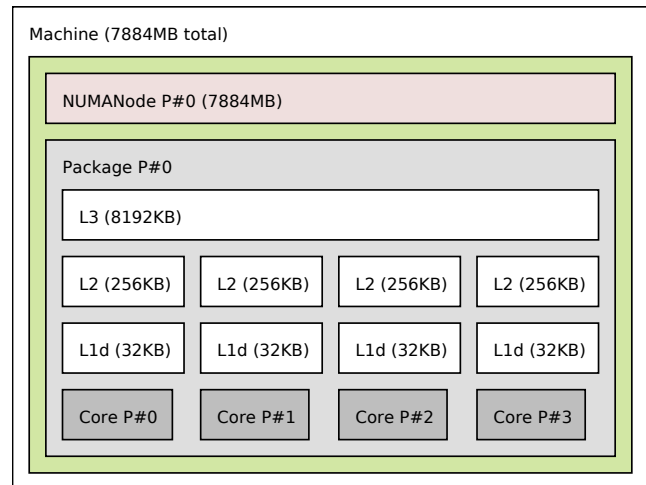 Machine (7884MB total)
NUMANode P#0 (7884MB)
Package P#0
L3 (8192KB)
L2 (256KB) L2 (256KB) L2 (256KB) L2 (256KB)
L1d (32KB) L1d (32KB) L1d (32KB) L1d (32KB)
Core P#0 Core P#1 Core P#2 Core P#3